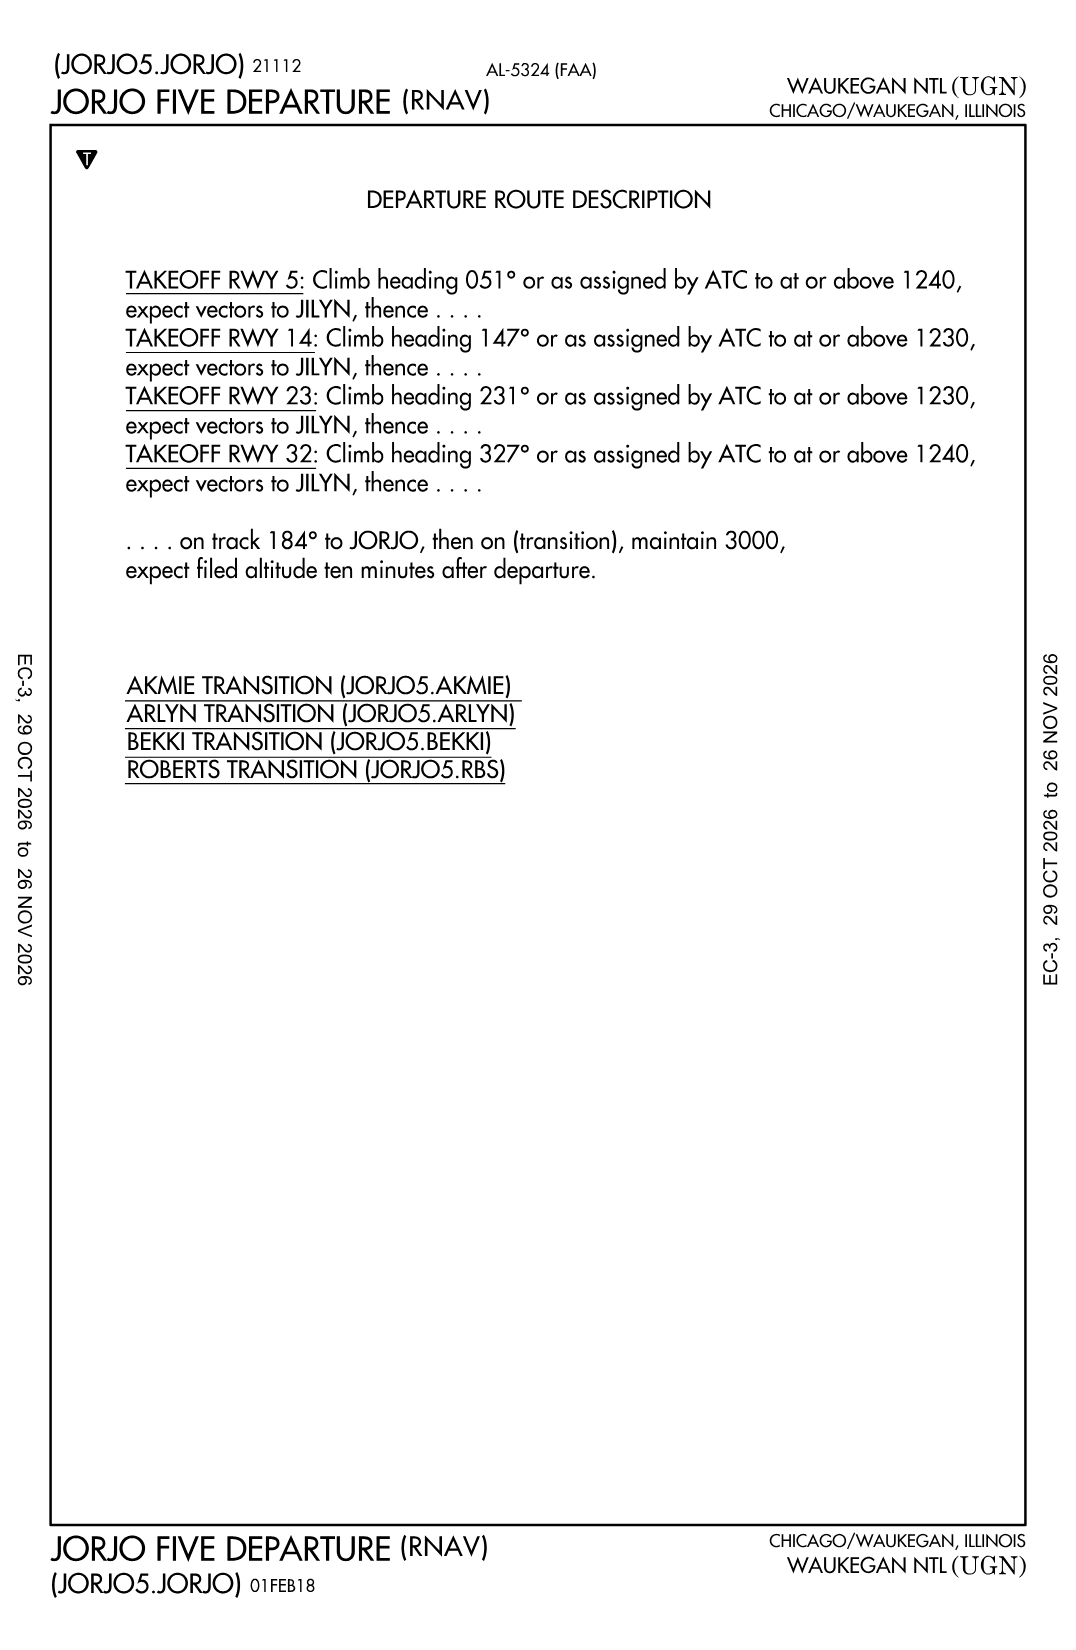 (JORJO5.JORJO) 21112
AL-5324 (FAA)
JORJO FIVE DEPARTURE (RNAV)
WAUKEGAN NTL (UGN)
CHICAGO/WAUKEGAN, ILLINOIS
T
DEPARTURE ROUTE DESCRIPTION
TAKEOFF RWY 5: Climb heading 051° or as assigned by ATC to at or above 1240,
expect vectors to JILYN, thence . . . .
TAKEOFF RWY 14: Climb heading 147° or as assigned by ATC to at or above 1230,
expect vectors to JILYN, thence . . . .
TAKEOFF RWY 23: Climb heading 231° or as assigned by ATC to at or above 1230,
expect vectors to JILYN, thence . . . .
TAKEOFF RWY 32: Climb heading 327° or as assigned by ATC to at or above 1240,
expect vectors to JILYN, thence . . . .
. . . . on track 184° to JORJO, then on (transition), maintain 3000,
expect filed altitude ten minutes after departure.
AKMIE TRANSITION (JORJO5.AKMIE)
ARLYN TRANSITION (JORJO5.ARLYN)
BEKKI TRANSITION (JORJO5.BEKKI)
ROBERTS TRANSITION (JORJO5.RBS)
EC-3, 29 OCT 2026 to 26 NOV 2026
EC-3, 29 OCT 2026 to 26 NOV 2026
JORJO FIVE DEPARTURE (RNAV)
(JORJO5.JORJO) 01FEB18
CHICAGO/WAUKEGAN, ILLINOIS
WAUKEGAN NTL (UGN)